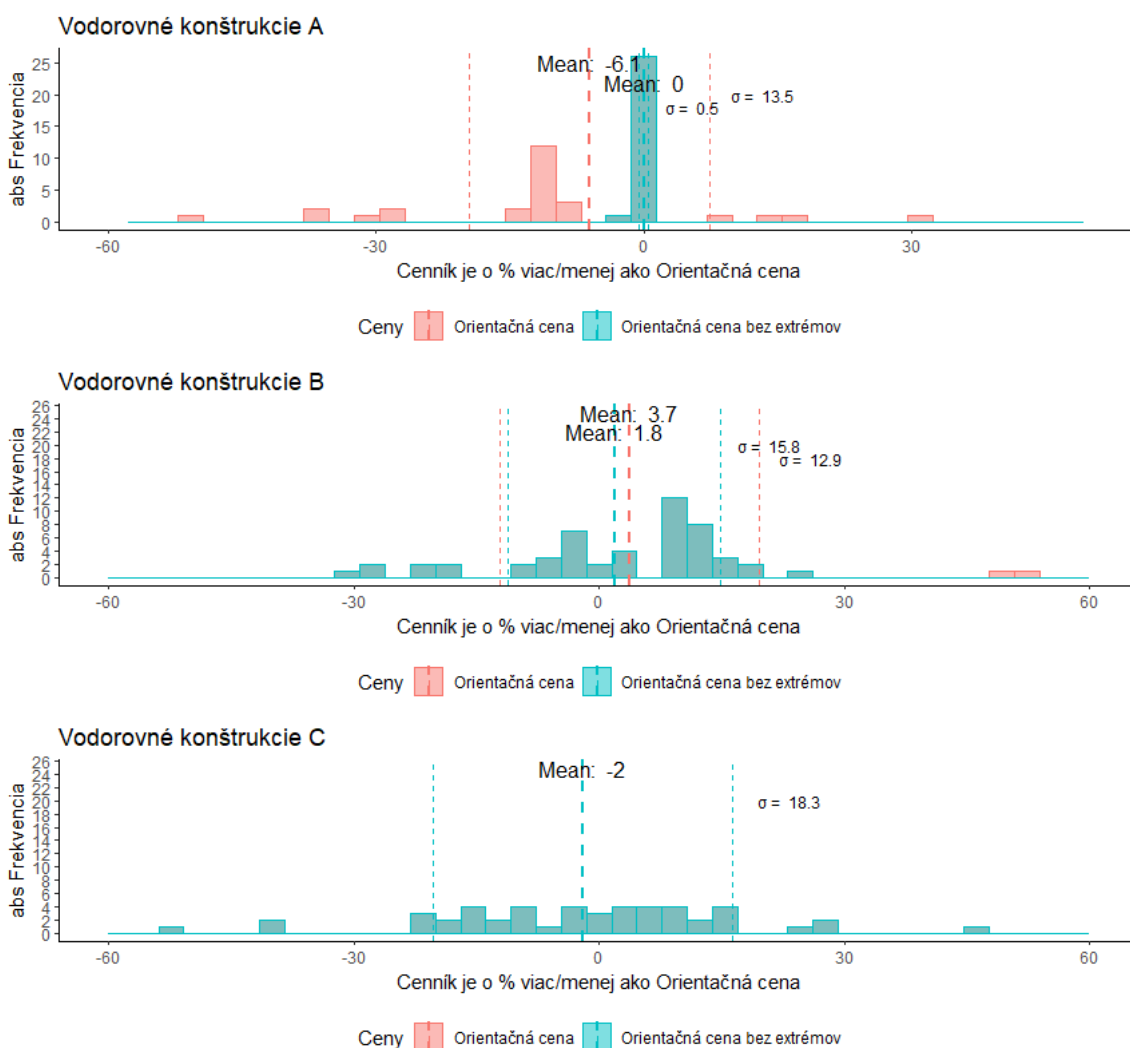 Vodorovné konštrukcie A
abs Frekvencia
25
20
15
10
5
0
Mean: -6.1
Mean: 0
σ = 0.5
σ = 13.5
-60 -30 0 30
Cenník je o % viac/menej ako Orientačná cena
Ceny Orientačná cena Orientačná cena bez extrémov
Vodorovné konštrukcie B
abs Frekvencia
26
24
22
20
18
16
14
12
10
8
6
4
2
0
Mean: 3.7
Mean: 1.8
σ = 15.8
σ = 12.9
-60 -30 0 30 60
Cenník je o % viac/menej ako Orientačná cena
Ceny Orientačná cena Orientačná cena bez extrémov
Vodorovné konštrukcie C
abs Frekvencia
26
24
22
20
18
16
14
12
10
8
6
4
2
0
Mean: -2
σ = 18.3
-60 -30 0 30 60
Cenník je o % viac/menej ako Orientačná cena
Ceny Orientačná cena Orientačná cena bez extrémov